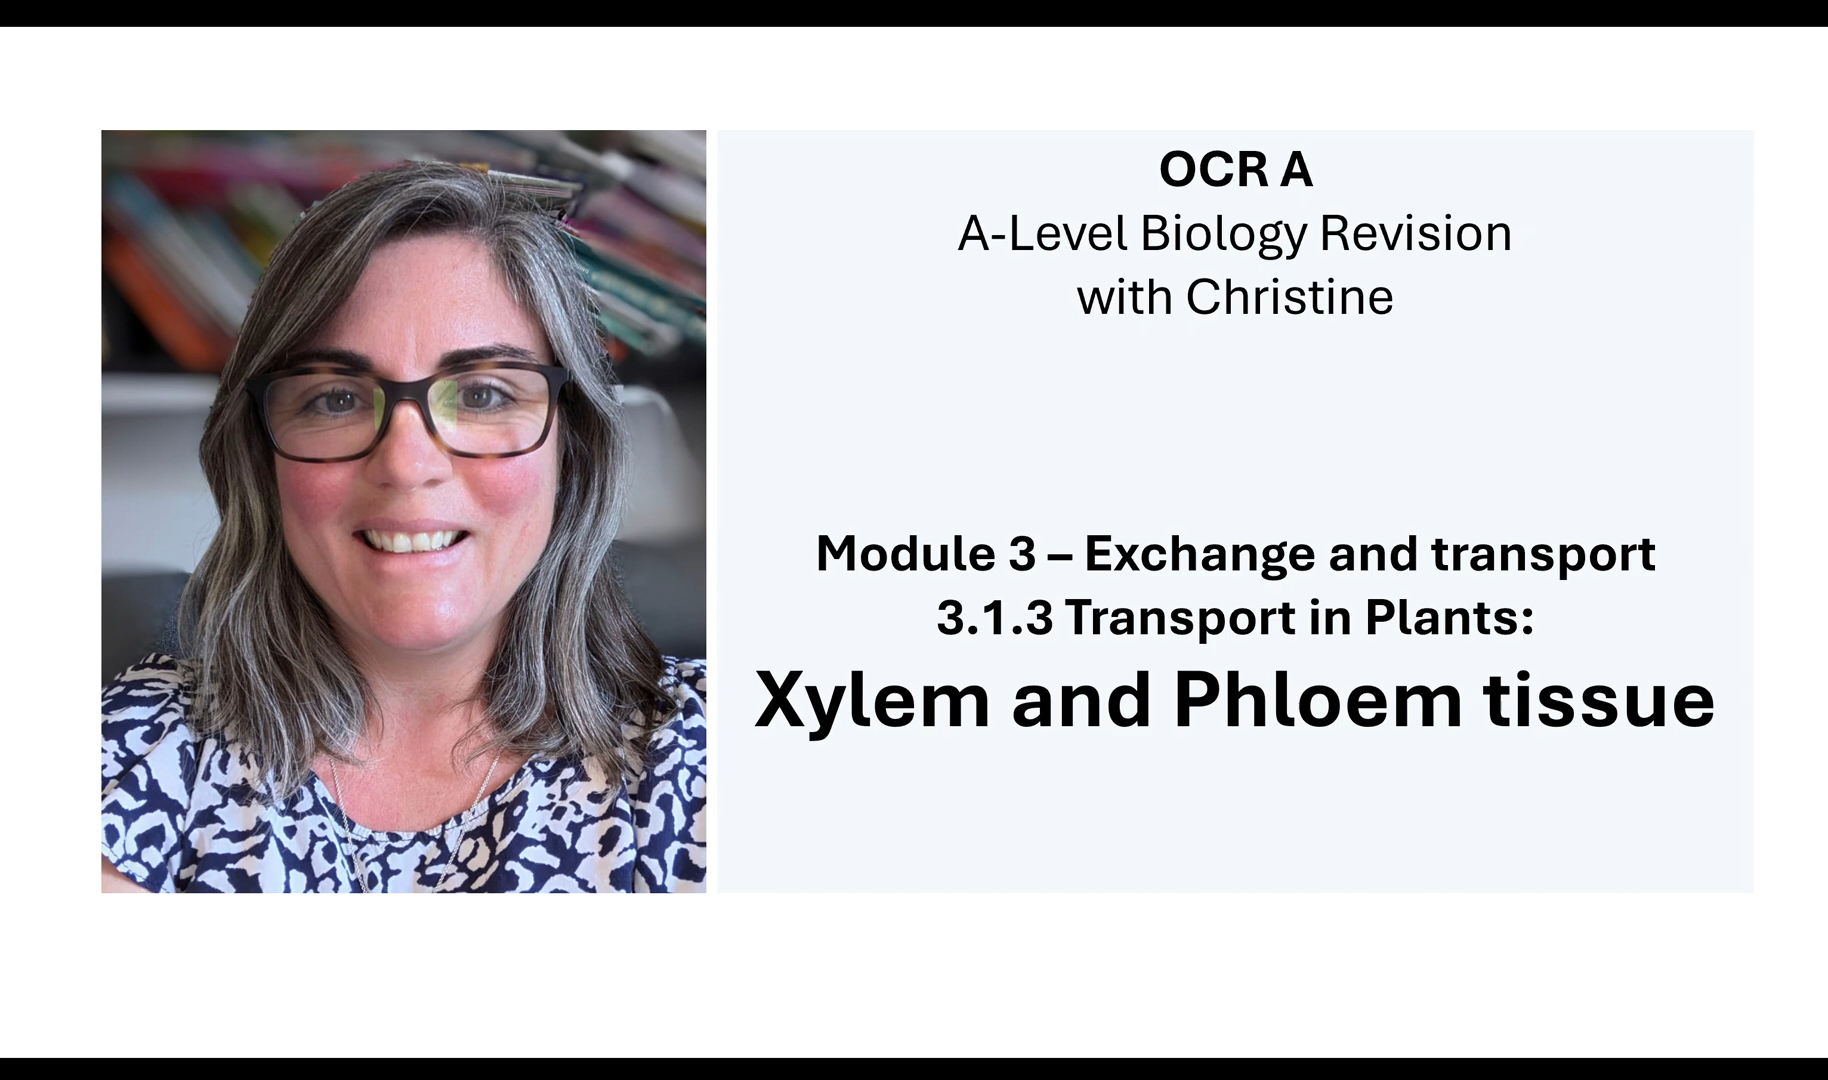 OCR A
A-Level Biology Revision
with Christine
Module 3 – Exchange and transport
3.1.3 Transport in Plants:
Xylem and Phloem tissue